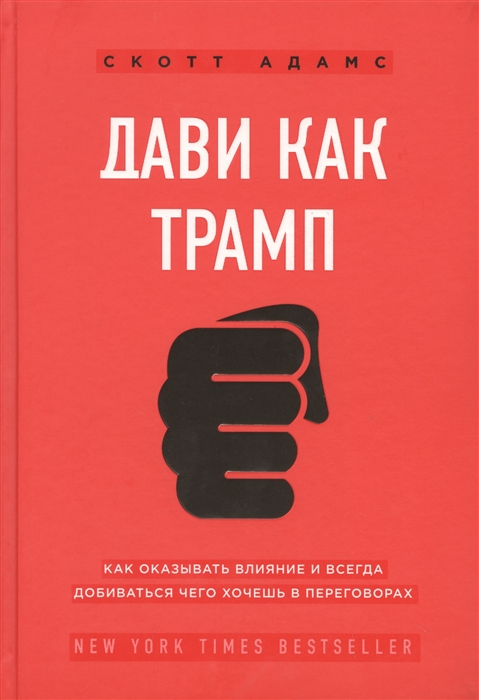 СКОТТ АДАМС
ДАВИ КАК
ТРАМП
КАК ОКАЗЫВАТЬ ВЛИЯНИЕ И ВСЕГДА
ДОБИВАТЬСЯ ЧЕГО ХОЧЕШЬ В ПЕРЕГОВОРАХ
NEW YORK TIMES BESTSELLER